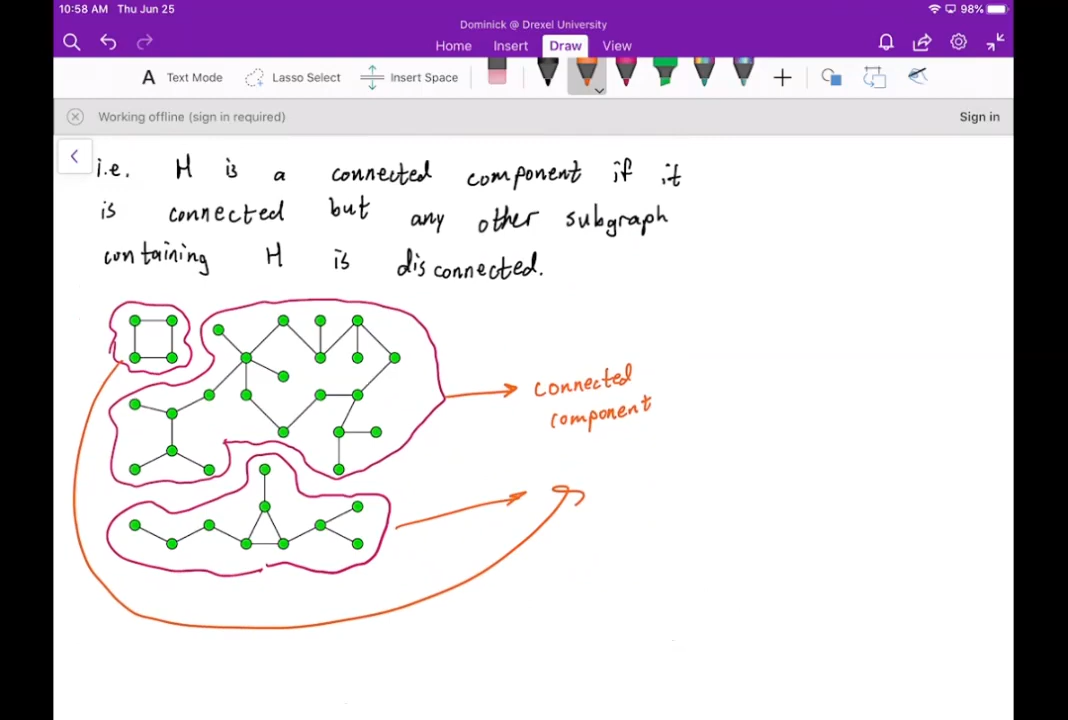 10:58 AM Thu Jun 25
98%
Dominick @ Drexel University
Home Insert Draw View
A Text Mode Lasso Select Insert Space
Working offline (sign in required) Sign in
i.e. H is a connected component if it
is connected but any other subgraph
containing H is disconnected.
connected
component